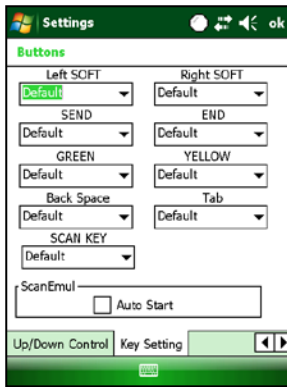 Settings ok
Buttons
Left SOFT Right SOFT
Default Default
SEND END
Default Default
GREEN YELLOW
Default Default
Back Space Tab
Default Default
SCAN KEY
Default
ScanEmul
Auto Start
Up/Down Control Key Setting